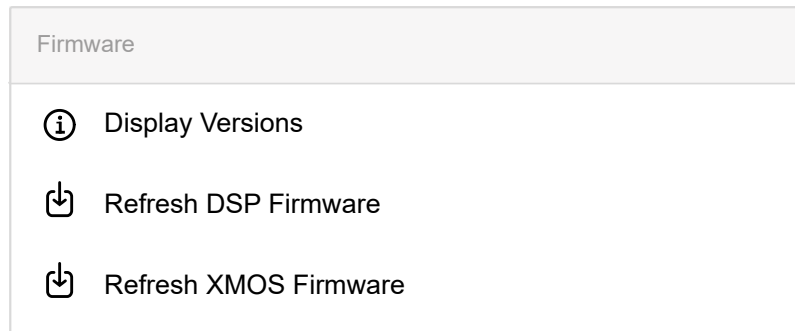 Firmware
Display Versions
Refresh DSP Firmware
Refresh XMOS Firmware